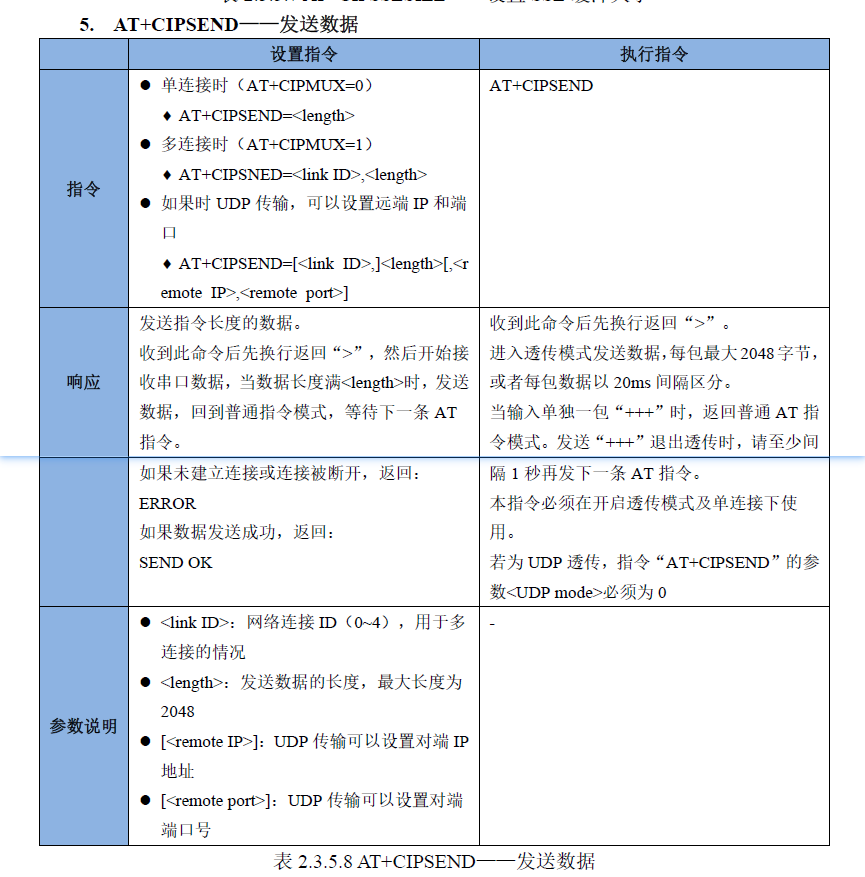 5. AT+CIPSEND——发送数据
设置指令
执行指令
指令
● 单连接时（AT+CIPMUX=0）
♦ AT+CIPSEND=<length>
● 多连接时（AT+CIPMUX=1）
♦ AT+CIPSNED=<link ID>,<length>
● 如果时 UDP 传输，可以设置远端 IP 和端
口
♦ AT+CIPSEND=[<link ID>,]<length>[,<r
emote IP>,<remote port>]
AT+CIPSEND
响应
发送指令长度的数据。
收到此命令后先换行返回“>”，然后开始接
收串口数据，当数据长度满<length>时，发送
数据，回到普通指令模式，等待下一条 AT
指令。
如果未建立连接或连接被断开，返回：
ERROR
如果数据发送成功，返回：
SEND OK
收到此命令后先换行返回“>”。
进入透传模式发送数据，每包最大 2048 字节，
或者每包数据以 20ms 间隔区分。
当输入单独一包“+++”时，返回普通 AT 指
令模式。发送“+++”退出透传时，请至少间
隔 1 秒再发下一条 AT 指令。
本指令必须在开启透传模式及单连接下使
用。
若为 UDP 透传，指令“AT+CIPSEND”的参
数<UDP mode>必须为 0
参数说明
● <link ID>：网络连接 ID（0~4），用于多
连接的情况
● <length>：发送数据的长度，最大长度为
2048
● [<remote IP>]：UDP 传输可以设置对端 IP
地址
● [<remote port>]：UDP 传输可以设置对端
端口号
-
表 2.3.5.8 AT+CIPSEND——发送数据